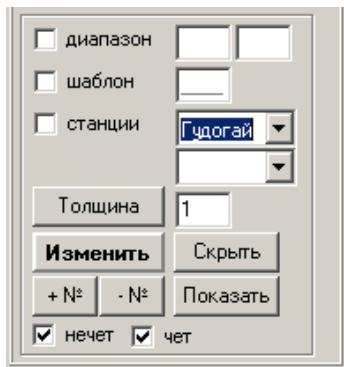 диапазон
шаблон
станции Гудогай
Толщина 1
Изменить Скрыть
+ № - № Показать
нечет чет